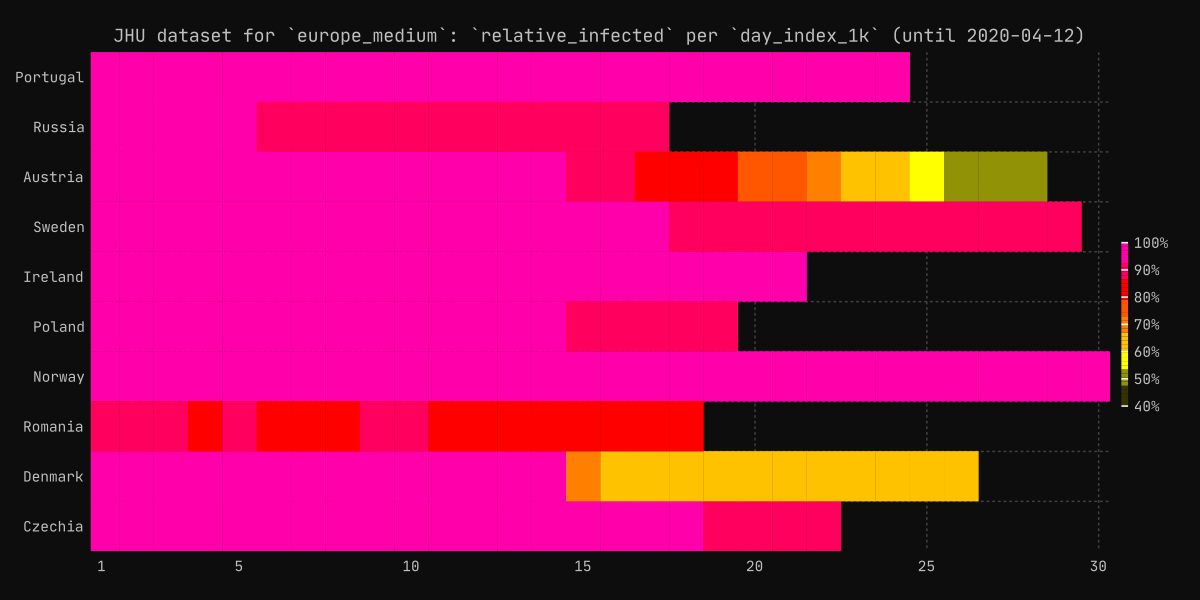 JHU dataset for `europe_medium`: `relative_infected` per `day_index_1k` (until 2020-04-12)
Portugal
Russia
Austria
Sweden
Ireland
Poland
Norway
Romania
Denmark
Czechia
100%
90%
80%
70%
60%
50%
40%
1 5 10 15 20 25 30